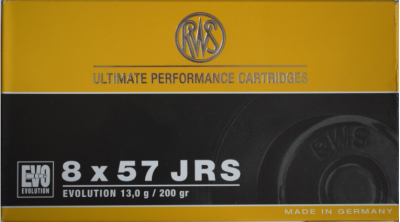 RWS
ULTIMATE PERFORMANCE CARTRIDGES
RWS
EVO
EVOLUTION
8 x 57 JRS
EVOLUTION 13,0 g / 200 gr
MADE IN GERMANY